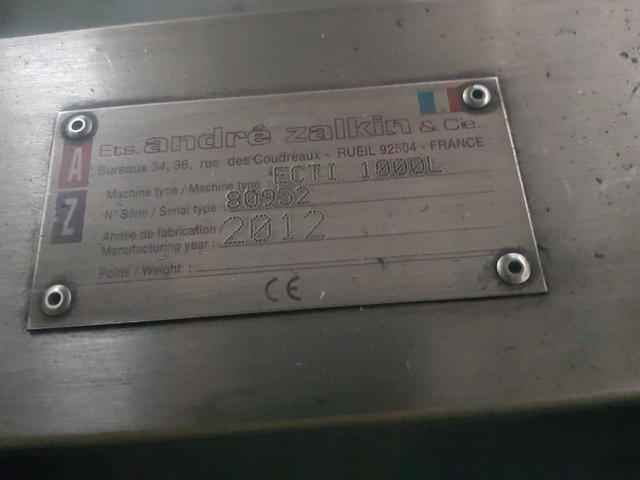 Ets. andré zalkin & Cie..
Bureaux 34, 36, rue des Coudreaux - RUEIL 92504 - FRANCE
A
Machine type / Machine type ECTI 1000L
N° Série / Serial type 80952
Z
Année de fabrication /
Manufacturing year : 2012
Poids / Weight :
CE